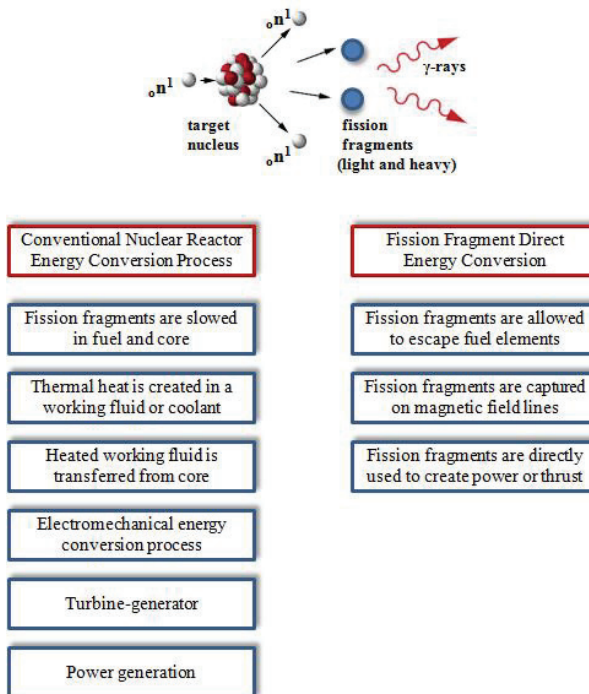 ₀n¹
₀n¹
₀n¹
γ-rays
target
nucleus
fission
fragments
(light and heavy)
Conventional Nuclear Reactor
Energy Conversion Process
Fission fragments are slowed
in fuel and core
Thermal heat is created in a
working fluid or coolant
Heated working fluid is
transferred from core
Electromechanical energy
conversion process
Turbine-generator
Power generation
Fission Fragment Direct
Energy Conversion
Fission fragments are allowed
to escape fuel elements
Fission fragments are captured
on magnetic field lines
Fission fragments are directly
used to create power or thrust